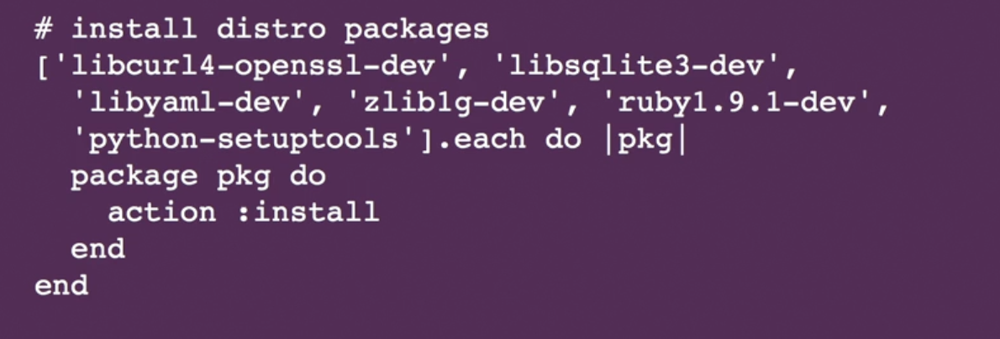 # install distro packages
['libcurl4-openssl-dev', 'libsqlite3-dev',
  'libyaml-dev', 'zlib1g-dev', 'ruby1.9.1-dev',
  'python-setuptools'].each do |pkg|
  package pkg do
    action :install
  end
end